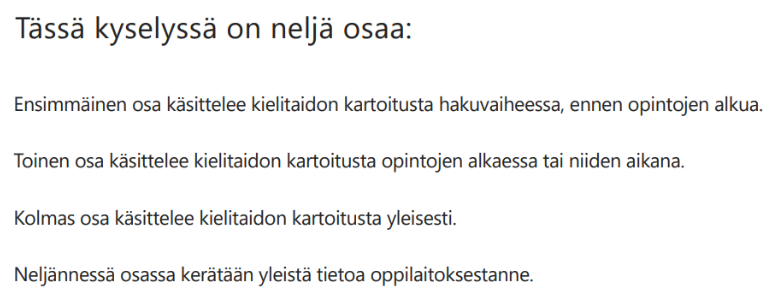 Tässä kyselyssä on neljä osaa:
Ensimmäinen osa käsittelee kielitaidon kartoitusta hakuvaiheessa, ennen opintojen alkua.
Toinen osa käsittelee kielitaidon kartoitusta opintojen alkaessa tai niiden aikana.
Kolmas osa käsittelee kielitaidon kartoitusta yleisesti.
Neljännessä osassa kerätään yleistä tietoa oppilaitoksestanne.